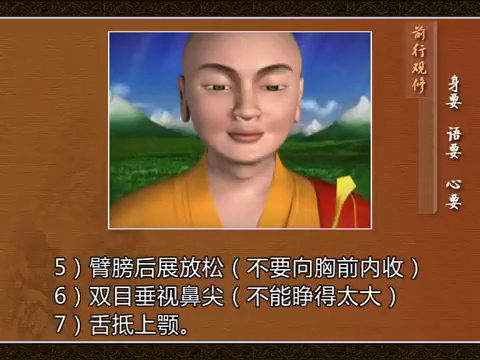 前行观修
身要 语要 心要
5）臂膀后展放松（不要向胸前内收）
6）双目垂视鼻尖（不能睁得太大）
7）舌抵上颚。